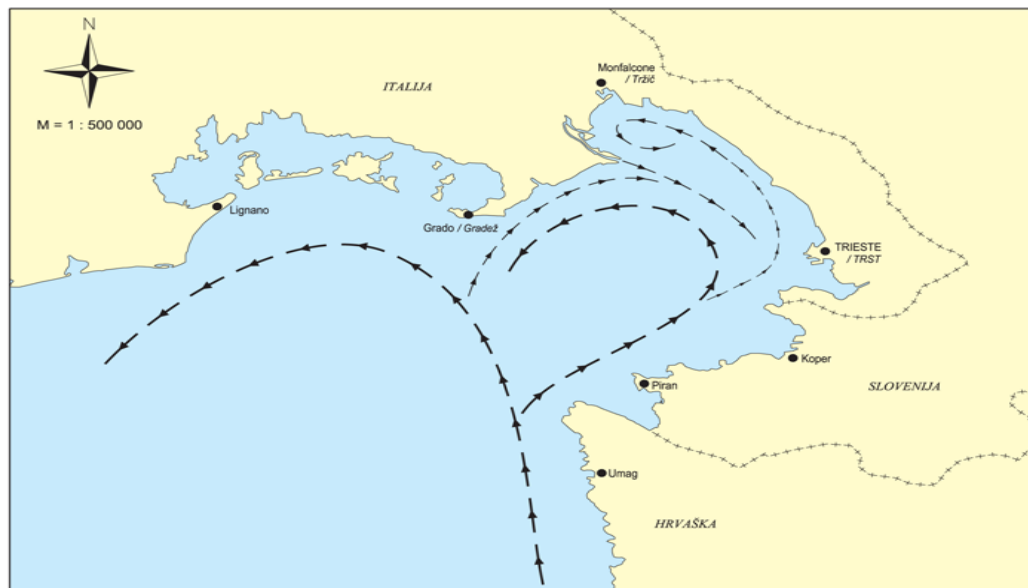 N
M = 1 : 500 000
ITALIJA
Monfalcone
/ Tržič
Lignano
Grado / Gradež
TRIESTE
/ TRST
Koper
Piran
SLOVENIJA
Umag
HRVAŠKA